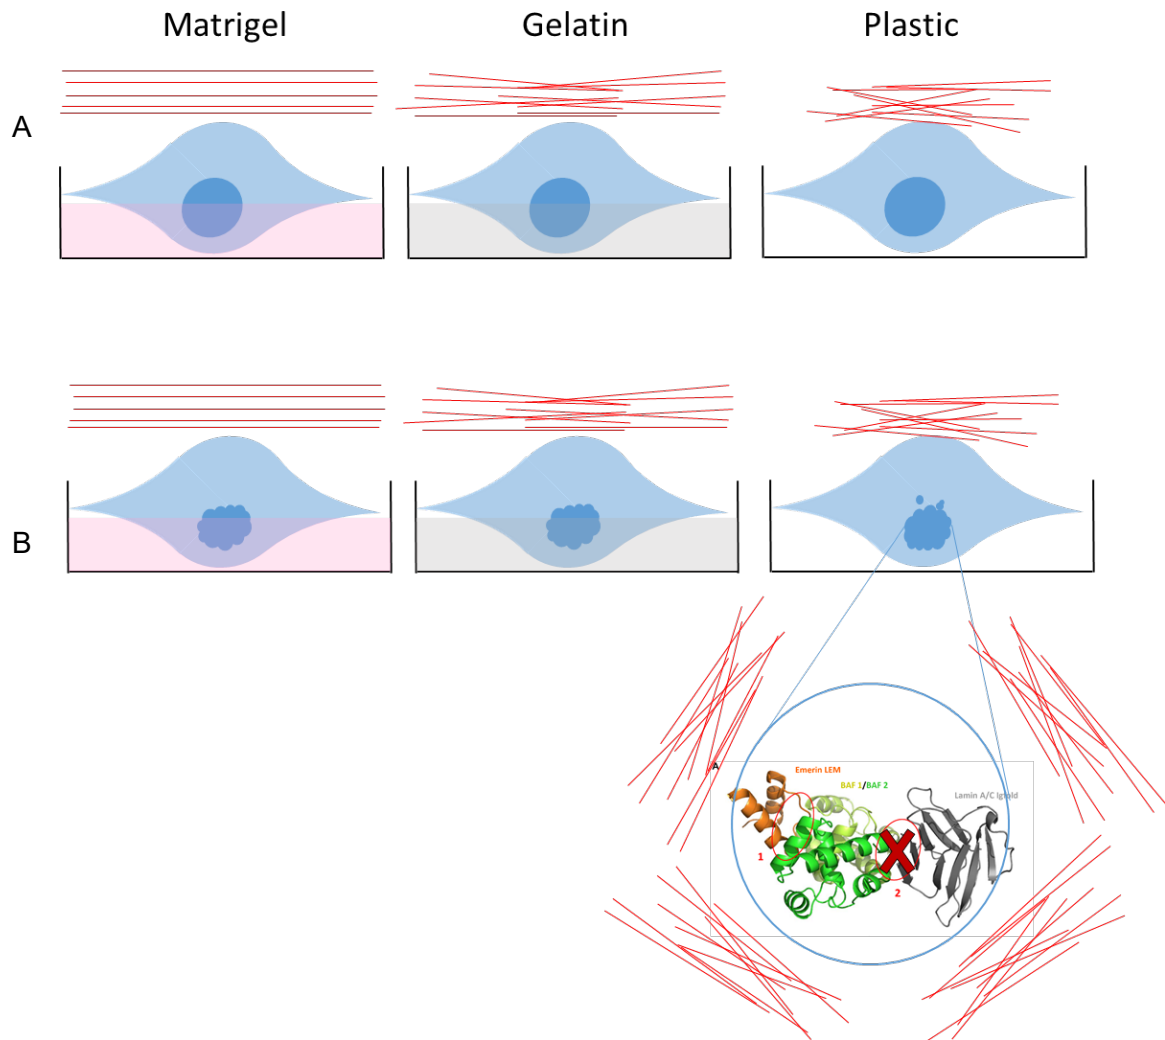 Matrigel Gelatin Plastic
A
B
A
Emerin LEM
BAF 1/BAF 2
Lamin A/C Igfold
1
2